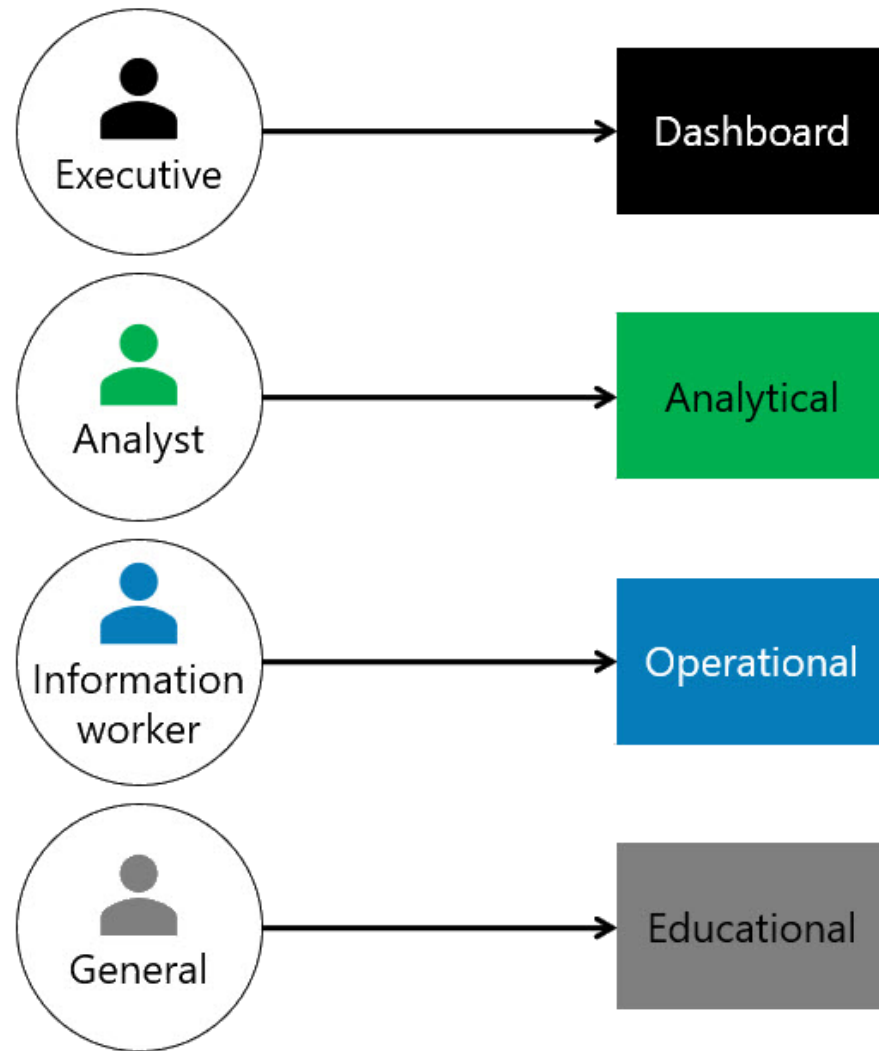 Executive
Dashboard
Analyst
Analytical
Information
worker
Operational
General
Educational